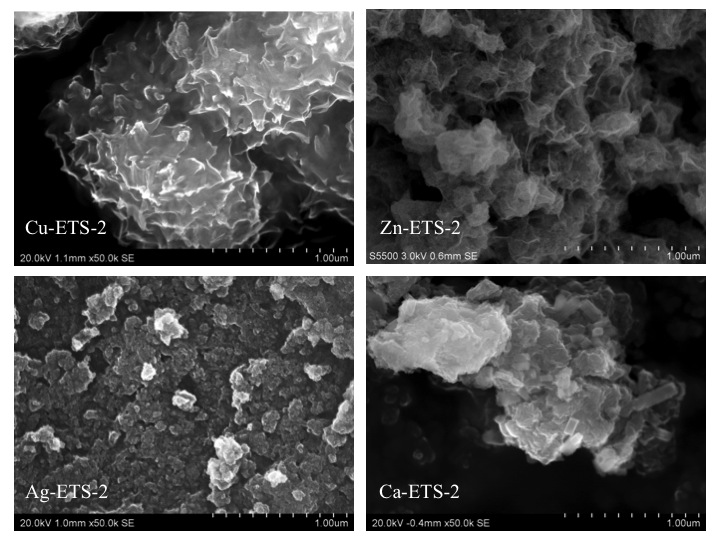 Cu-ETS-2
20.0kV 1.1mm x50.0k SE 1.00um
Zn-ETS-2
S5500 3.0kV 0.6mm SE 1.00um
Ag-ETS-2
20.0kV 1.0mm x50.0k SE 1.00um
Ca-ETS-2
20.0kV -0.4mm x50.0k SE 1.00um